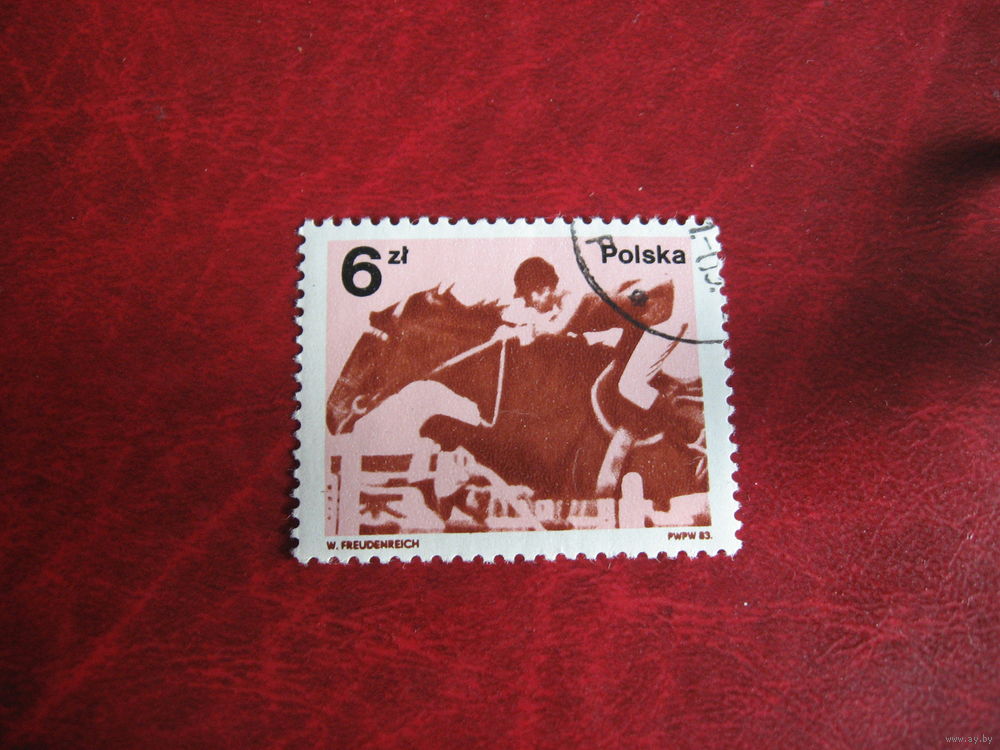 6 zł
Polska
W. FREUDENREICH
PWPW 83.
www.ay.by